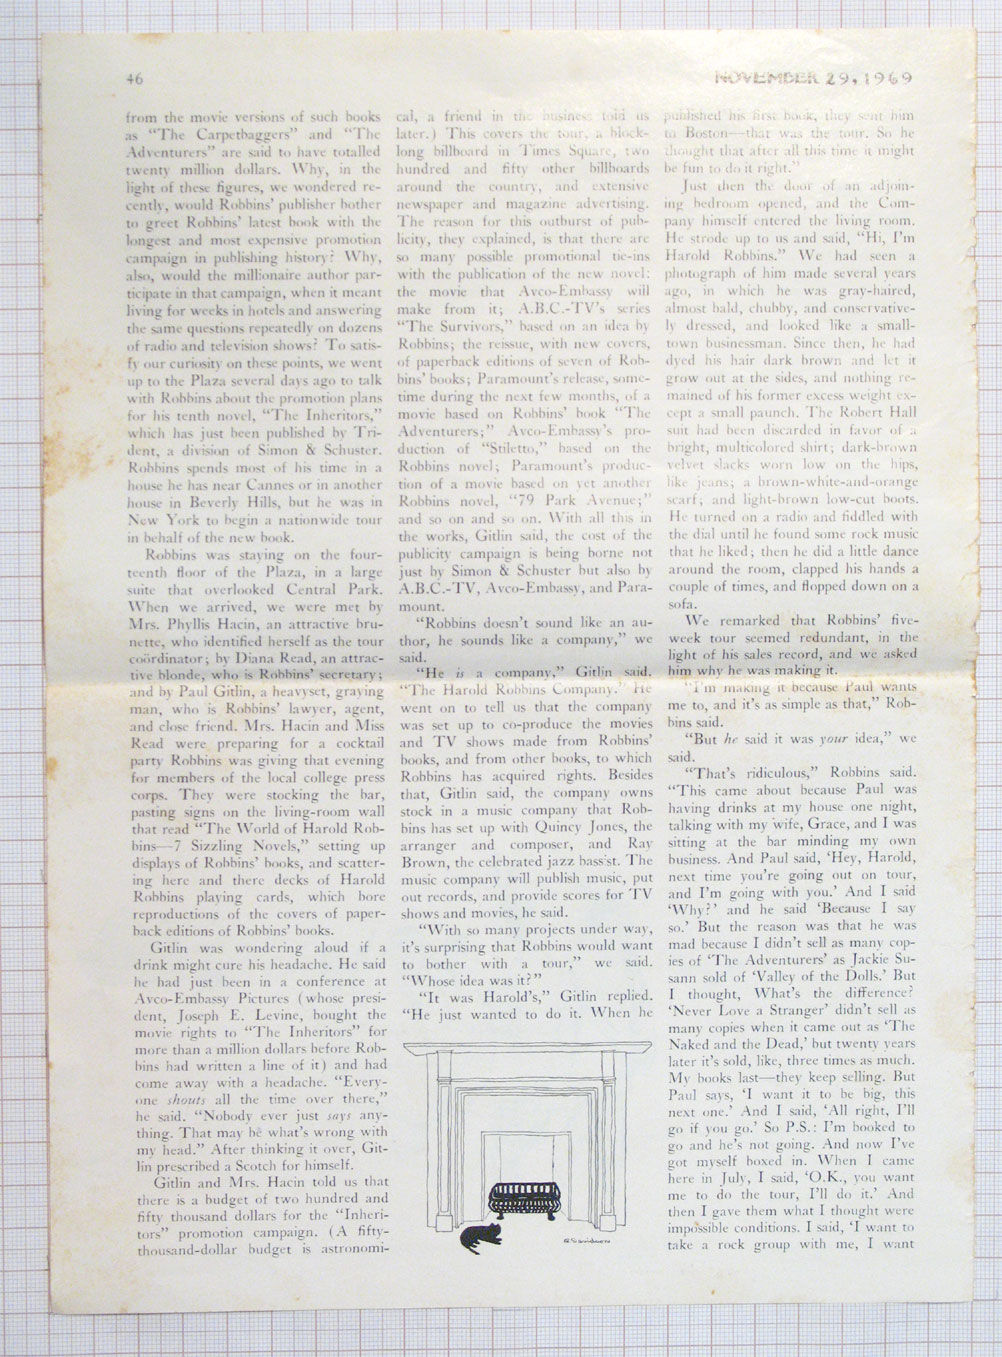 46
NOVEMBER 29, 1969
from the movie versions of such books
as “The Carpetbaggers” and “The
Adventurers” are said to have totalled
twenty million dollars. Why, in the
light of these figures, we wondered re-
cently, would Robbins’ publisher bother
to greet Robbins’ latest book with the
longest and most expensive promotion
campaign in publishing history? Why,
also, would the millionaire author par-
ticipate in that campaign, when it meant
living for weeks in hotels and answering
the same questions repeatedly on dozens
of radio and television shows? To satis-
fy our curiosity on these points, we went
up to the Plaza several days ago to talk
with Robbins about the promotion plans
for his tenth novel, “The Inheritors,”
which has just been published by Tri-
dent, a division of Simon & Schuster.
Robbins spends most of his time in a
house he has near Cannes or in another
house in Beverly Hills, but he was in
New York to begin a nationwide tour
in behalf of the new book.
Robbins was staying on the four-
teenth floor of the Plaza, in a large
suite that overlooked Central Park.
When we arrived, we were met by
Mrs. Phyllis Hacin, an attractive bru-
nette, who identified herself as the tour
coördinator; by Diana Read, an attrac-
tive blonde, who is Robbins’ secretary;
and by Paul Gitlin, a heavyset, graying
man, who is Robbins’ lawyer, agent,
and close friend. Mrs. Hacin and Miss
Read were preparing for a cocktail
party Robbins was giving that evening
for members of the local college press
corps. They were stocking the bar,
pasting signs on the living-room wall
that read “The World of Harold Rob-
bins—7 Sizzling Novels,” setting up
displays of Robbins’ books, and scatter-
ing here and there decks of Harold
Robbins playing cards, which bore
reproductions of the covers of paper-
back editions of Robbins’ books.
Gitlin was wondering aloud if a
drink might cure his headache. He said
he had just been in a conference at
Avco-Embassy Pictures (whose presi-
dent, Joseph E. Levine, bought the
movie rights to “The Inheritors” for
more than a million dollars before Rob-
bins had written a line of it) and had
come away with a headache. “Every-
one shouts all the time over there,”
he said. “Nobody ever just says any-
thing. That may be what’s wrong with
my head.” After thinking it over, Git-
lin prescribed a Scotch for himself.
Gitlin and Mrs. Hacin told us that
there is a budget of two hundred and
fifty thousand dollars for the “Inheri-
tors” promotion campaign. (A fifty-
thousand-dollar budget is astronomi-
cal, a friend in the business told us
later.) This covers the tour, a block-
long billboard in Times Square, two
hundred and fifty other billboards
around the country, and extensive
newspaper and magazine advertising.
The reason for this outburst of pub-
licity, they explained, is that there are
so many possible promotional tie-ins
with the publication of the new novel:
the movie that Avco-Embassy will
make from it; A.B.C.-TV’s series
“The Survivors,” based on an idea by
Robbins; the reissue, with new covers,
of paperback editions of seven of Rob-
bins’ books; Paramount’s release, some-
time during the next few months, of a
movie based on Robbins’ book “The
Adventurers;” Avco-Embassy’s pro-
duction of “Stiletto,” based on the
Robbins novel; Paramount’s produc-
tion of a movie based on yet another
Robbins novel, “79 Park Avenue;”
and so on and so on. With all this in
the works, Gitlin said, the cost of the
publicity campaign is being borne not
just by Simon & Schuster but also by
A.B.C.-TV, Avco-Embassy, and Para-
mount.
“Robbins doesn’t sound like an au-
thor, he sounds like a company,” we
said.
“He is a company,” Gitlin said.
“The Harold Robbins Company.” He
went on to tell us that the company
was set up to co-produce the movies
and TV shows made from Robbins’
books, and from other books, to which
Robbins has acquired rights. Besides
that, Gitlin said, the company owns
stock in a music company that Rob-
bins has set up with Quincy Jones, the
arranger and composer, and Ray
Brown, the celebrated jazz bassist. The
music company will publish music, put
out records, and provide scores for TV
shows and movies, he said.
“With so many projects under way,
it’s surprising that Robbins would want
to bother with a tour,” we said.
“Whose idea was it?”
“It was Harold’s,” Gitlin replied.
“He just wanted to do it. When he
published his first book, they sent him
to Boston—that was the tour. So he
thought that after all this time it might
be fun to do it right.”
Just then the door of an adjoin-
ing bedroom opened, and the Com-
pany himself entered the living room.
He strode up to us and said, “Hi, I’m
Harold Robbins.” We had seen a
photograph of him made several years
ago, in which he was gray-haired,
almost bald, chubby, and conservative-
ly dressed, and looked like a small-
town businessman. Since then, he had
dyed his hair dark brown and let it
grow out at the sides, and nothing re-
mained of his former excess weight ex-
cept a small paunch. The Robert Hall
suit had been discarded in favor of a
bright, multicolored shirt; dark-brown
velvet slacks worn low on the hips,
like jeans; a brown-white-and-orange
scarf; and light-brown low-cut boots.
He turned on a radio and fiddled with
the dial until he found some rock music
that he liked; then he did a little dance
around the room, clapped his hands a
couple of times, and flopped down on a
sofa.
We remarked that Robbins’ five-
week tour seemed redundant, in the
light of his sales record, and we asked
him why he was making it.
“I’m making it because Paul wants
me to, and it’s as simple as that,” Rob-
bins said.
“But he said it was your idea,” we
said.
“That’s ridiculous,” Robbins said.
“This came about because Paul was
having drinks at my house one night,
talking with my wife, Grace, and I was
sitting at the bar minding my own
business. And Paul said, ‘Hey, Harold,
next time you’re going out on tour,
and I’m going with you.’ And I said
‘Why?’ and he said ‘Because I say
so.’ But the reason was that he was
mad because I didn’t sell as many cop-
ies of ‘The Adventurers’ as Jackie Su-
sann sold of ‘Valley of the Dolls.’ But
I thought, What’s the difference?
‘Never Love a Stranger’ didn’t sell as
many copies when it came out as ‘The
Naked and the Dead,’ but twenty years
later it’s sold, like, three times as much.
My books last—they keep selling. But
Paul says, ‘I want it to be big, this
next one.’ And I said, ‘All right, I’ll
go if you go.’ So P.S.: I’m booked to
go and he’s not going. And now I’ve
got myself boxed in. When I came
here in July, I said, ‘O.K., you want
me to do the tour, I’ll do it.’ And
then I gave them what I thought were
impossible conditions. I said, ‘I want to
take a rock group with me, I want